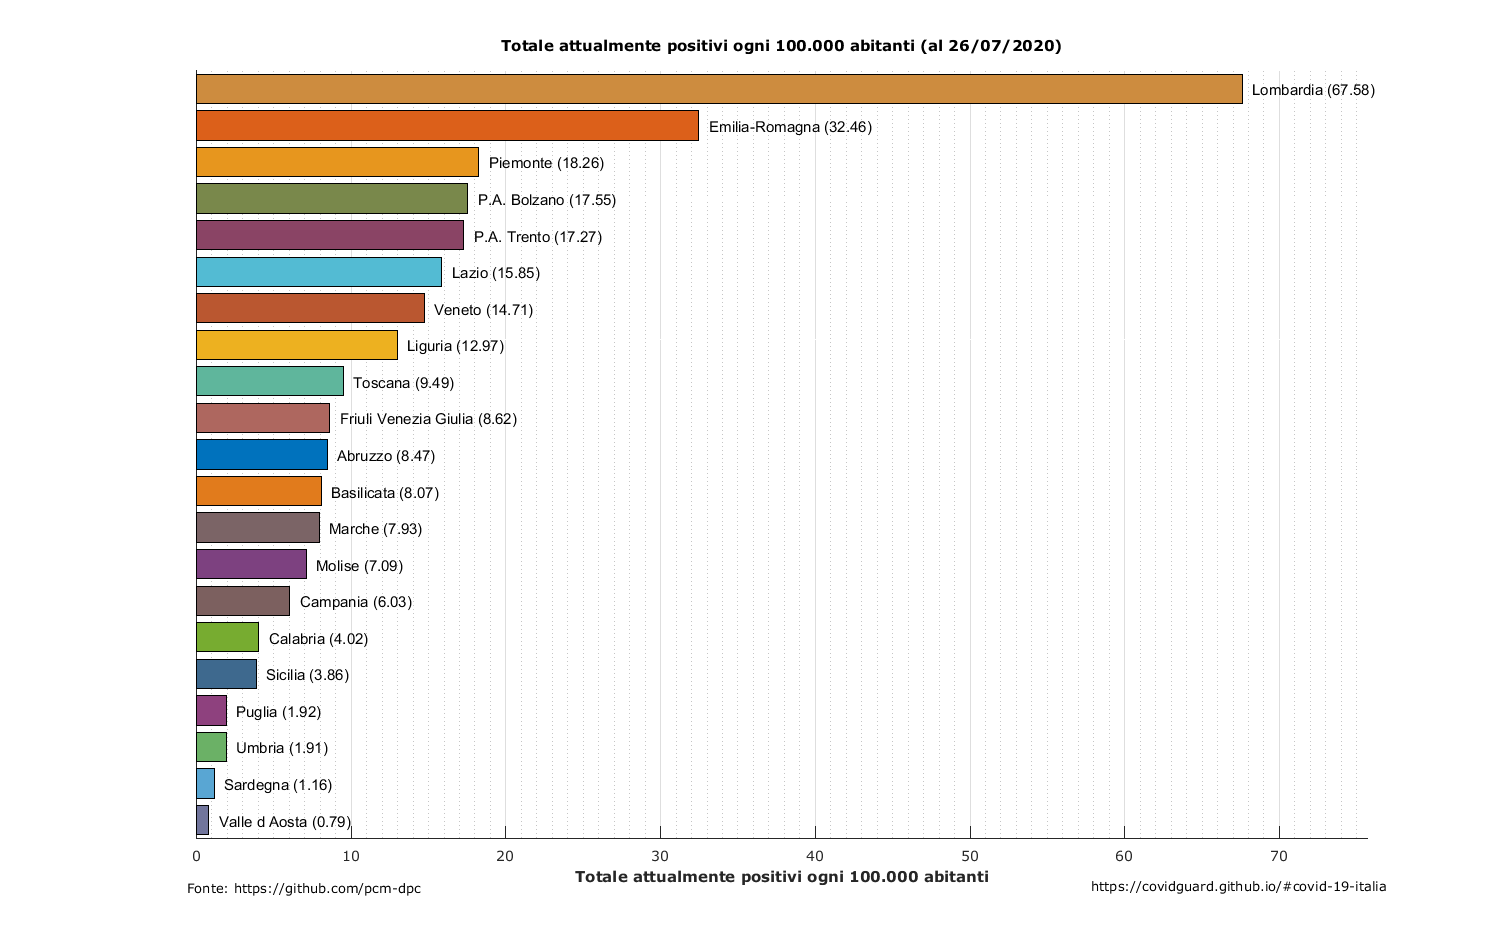 Totale attualmente positivi ogni 100.000 abitanti (al 26/07/2020)
Lombardia (67.58)
Emilia-Romagna (32.46)
Piemonte (18.26)
P.A. Bolzano (17.55)
P.A. Trento (17.27)
Lazio (15.85)
Veneto (14.71)
Liguria (12.97)
Toscana (9.49)
Friuli Venezia Giulia (8.62)
Abruzzo (8.47)
Basilicata (8.07)
Marche (7.93)
Molise (7.09)
Campania (6.03)
Calabria (4.02)
Sicilia (3.86)
Puglia (1.92)
Umbria (1.91)
Sardegna (1.16)
Valle d Aosta (0.79)
0 10 20 30 40 50 60 70
Totale attualmente positivi ogni 100.000 abitanti
Fonte: https://github.com/pcm-dpc
https://covidguard.github.io/#covid-19-italia